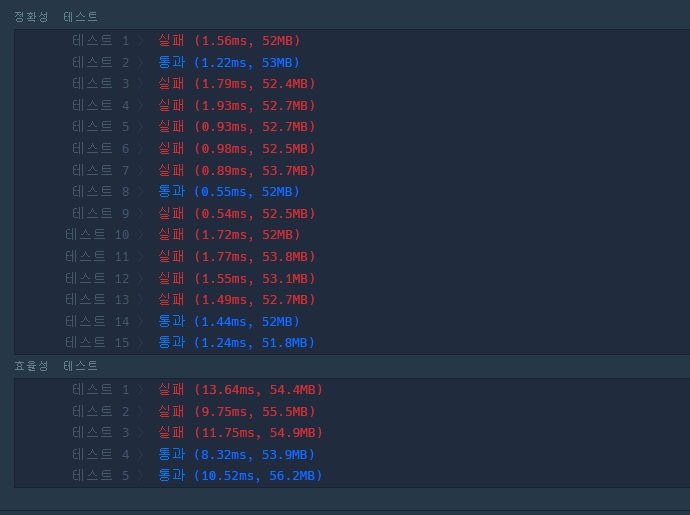 정확성 테스트
테스트 1 〉 실패 (1.56ms, 52MB)
테스트 2 〉 통과 (1.22ms, 53MB)
테스트 3 〉 실패 (1.79ms, 52.4MB)
테스트 4 〉 실패 (1.93ms, 52.7MB)
테스트 5 〉 실패 (0.93ms, 52.7MB)
테스트 6 〉 실패 (0.98ms, 52.5MB)
테스트 7 〉 실패 (0.89ms, 53.7MB)
테스트 8 〉 통과 (0.55ms, 52MB)
테스트 9 〉 실패 (0.54ms, 52.5MB)
테스트 10 〉 실패 (1.72ms, 52MB)
테스트 11 〉 실패 (1.77ms, 53.8MB)
테스트 12 〉 실패 (1.55ms, 53.1MB)
테스트 13 〉 실패 (1.49ms, 52.7MB)
테스트 14 〉 통과 (1.44ms, 52MB)
테스트 15 〉 통과 (1.24ms, 51.8MB)
효율성 테스트
테스트 1 〉 실패 (13.64ms, 54.4MB)
테스트 2 〉 실패 (9.75ms, 55.5MB)
테스트 3 〉 실패 (11.75ms, 54.9MB)
테스트 4 〉 통과 (8.32ms, 53.9MB)
테스트 5 〉 통과 (10.52ms, 56.2MB)